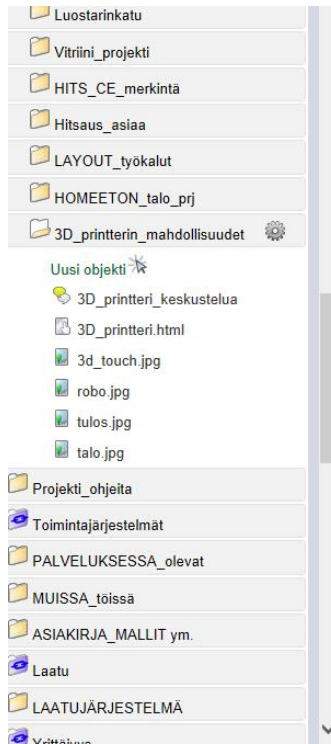 Luostarinkatu
Vitriini_projekti
HITS_CE_merkintä
Hitsaus_asiaa
LAYOUT_työkalut
HOMEETON_talo_prj
3D_printterin_mahdollisuudet
Uusi objekti
3D_printteri_keskustelua
3D_printteri.html
3d_touch.jpg
robo.jpg
tulos.jpg
talo.jpg
Projekti_ohjeita
Toimintajärjestelmät
PALVELUKSESSA_olevat
MUISSA_töissä
ASIAKIRJA_MALLIT ym.
Laatu
LAATUJÄRJESTELMÄ